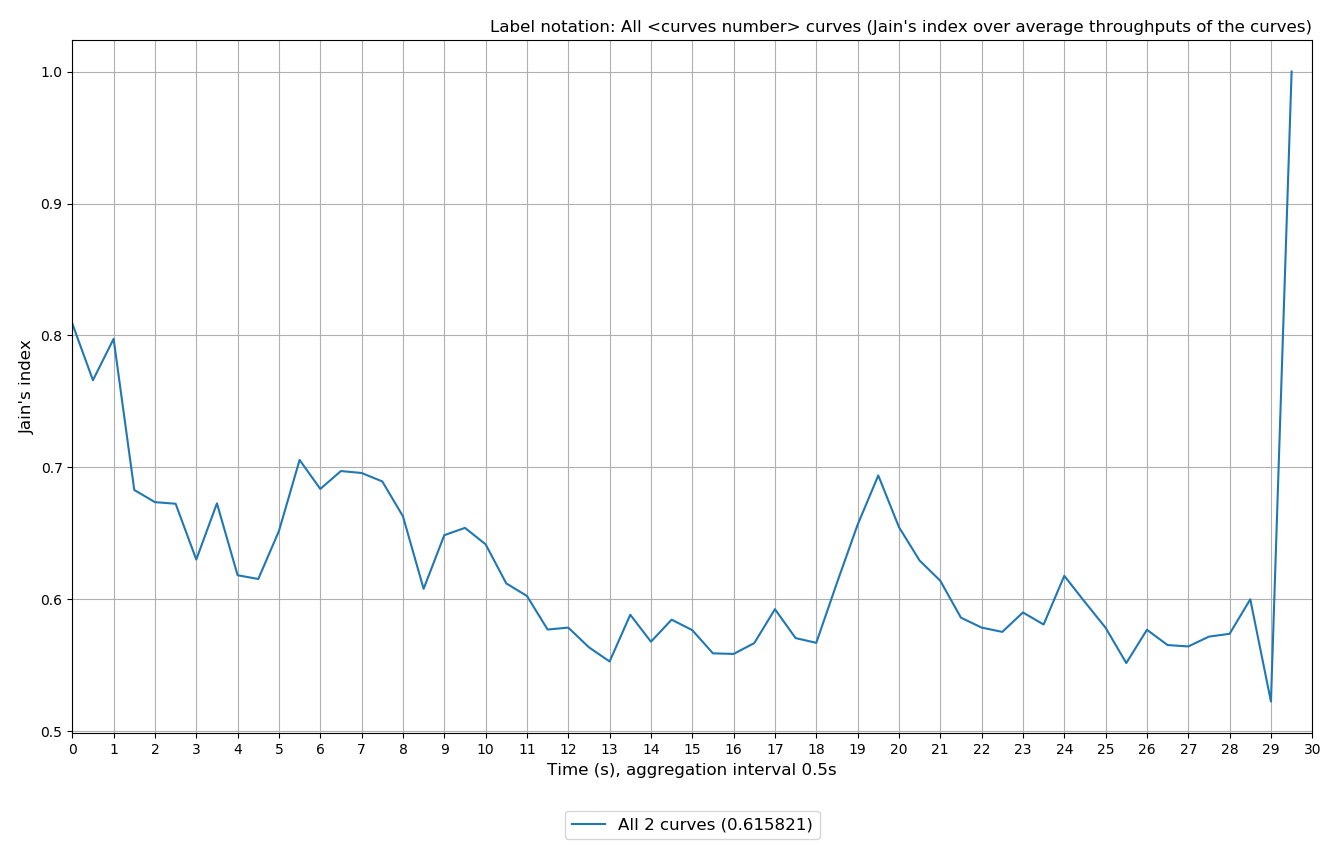 Label notation: All <curves number> curves (Jain's index over average throughputs of the curves)
1.0
0.9
0.8
0.7
0.6
0.5
Jain's index
0 1 2 3 4 5 6 7 8 9 10 11 12 13 14 15 16 17 18 19 20 21 22 23 24 25 26 27 28 29 30
Time (s), aggregation interval 0.5s
All 2 curves (0.615821)